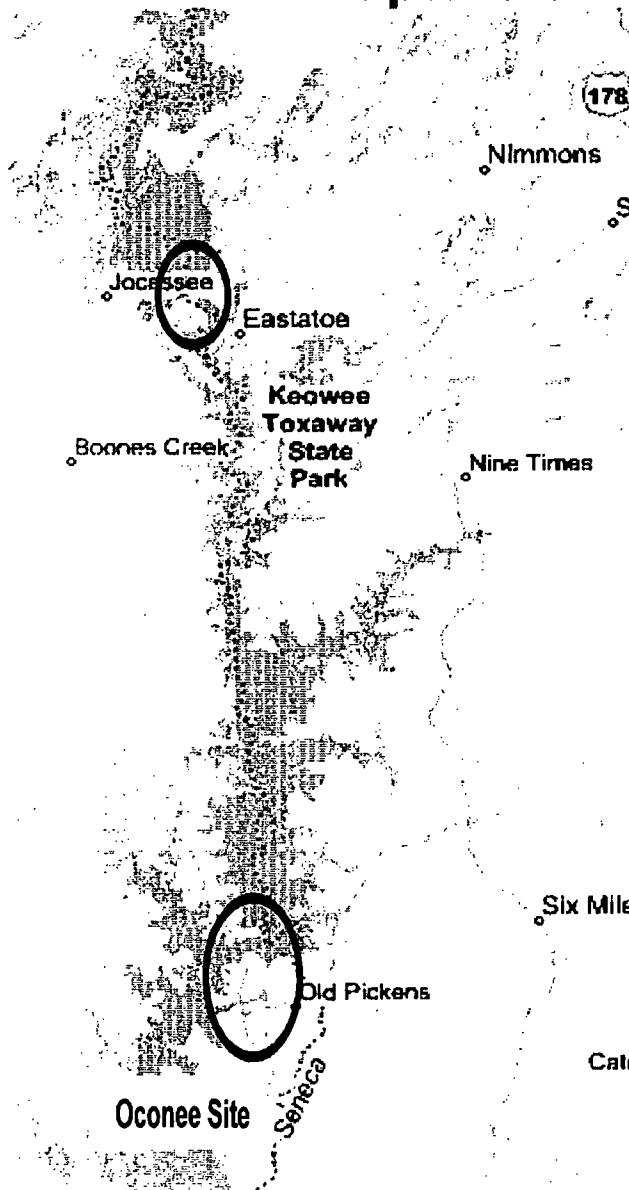 178
Nimmons
S
Jocassee
Eastatoe
Keowee
Toxaway
State
Park
Boones Creek
Nine Times
Six Mile
Old Pickens
Cat
Oconee Site
Seneca